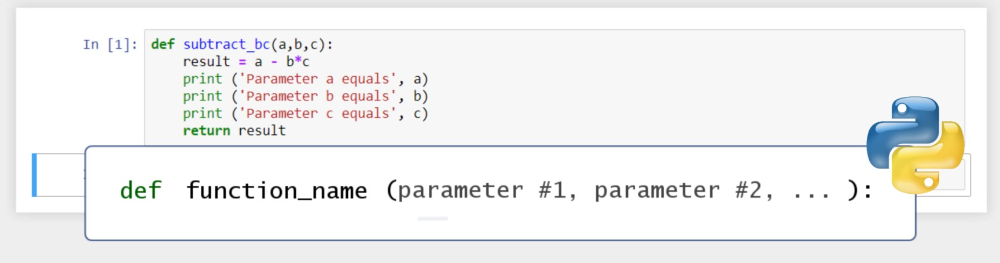 In [1]: def subtract_bc(a,b,c):
result = a - b*c
print ('Parameter a equals', a)
print ('Parameter b equals', b)
print ('Parameter c equals', c)
return result
def function_name (parameter #1, parameter #2, ... ):